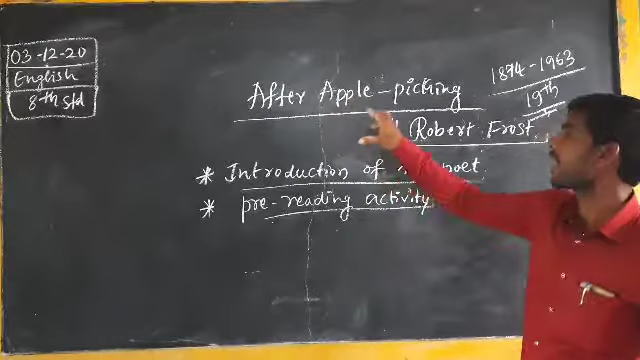 03-12-20
English
8th std
After Apple-picking
1874-1963
19th
Robert Frost
* Introduction of poet
* pre-reading activity